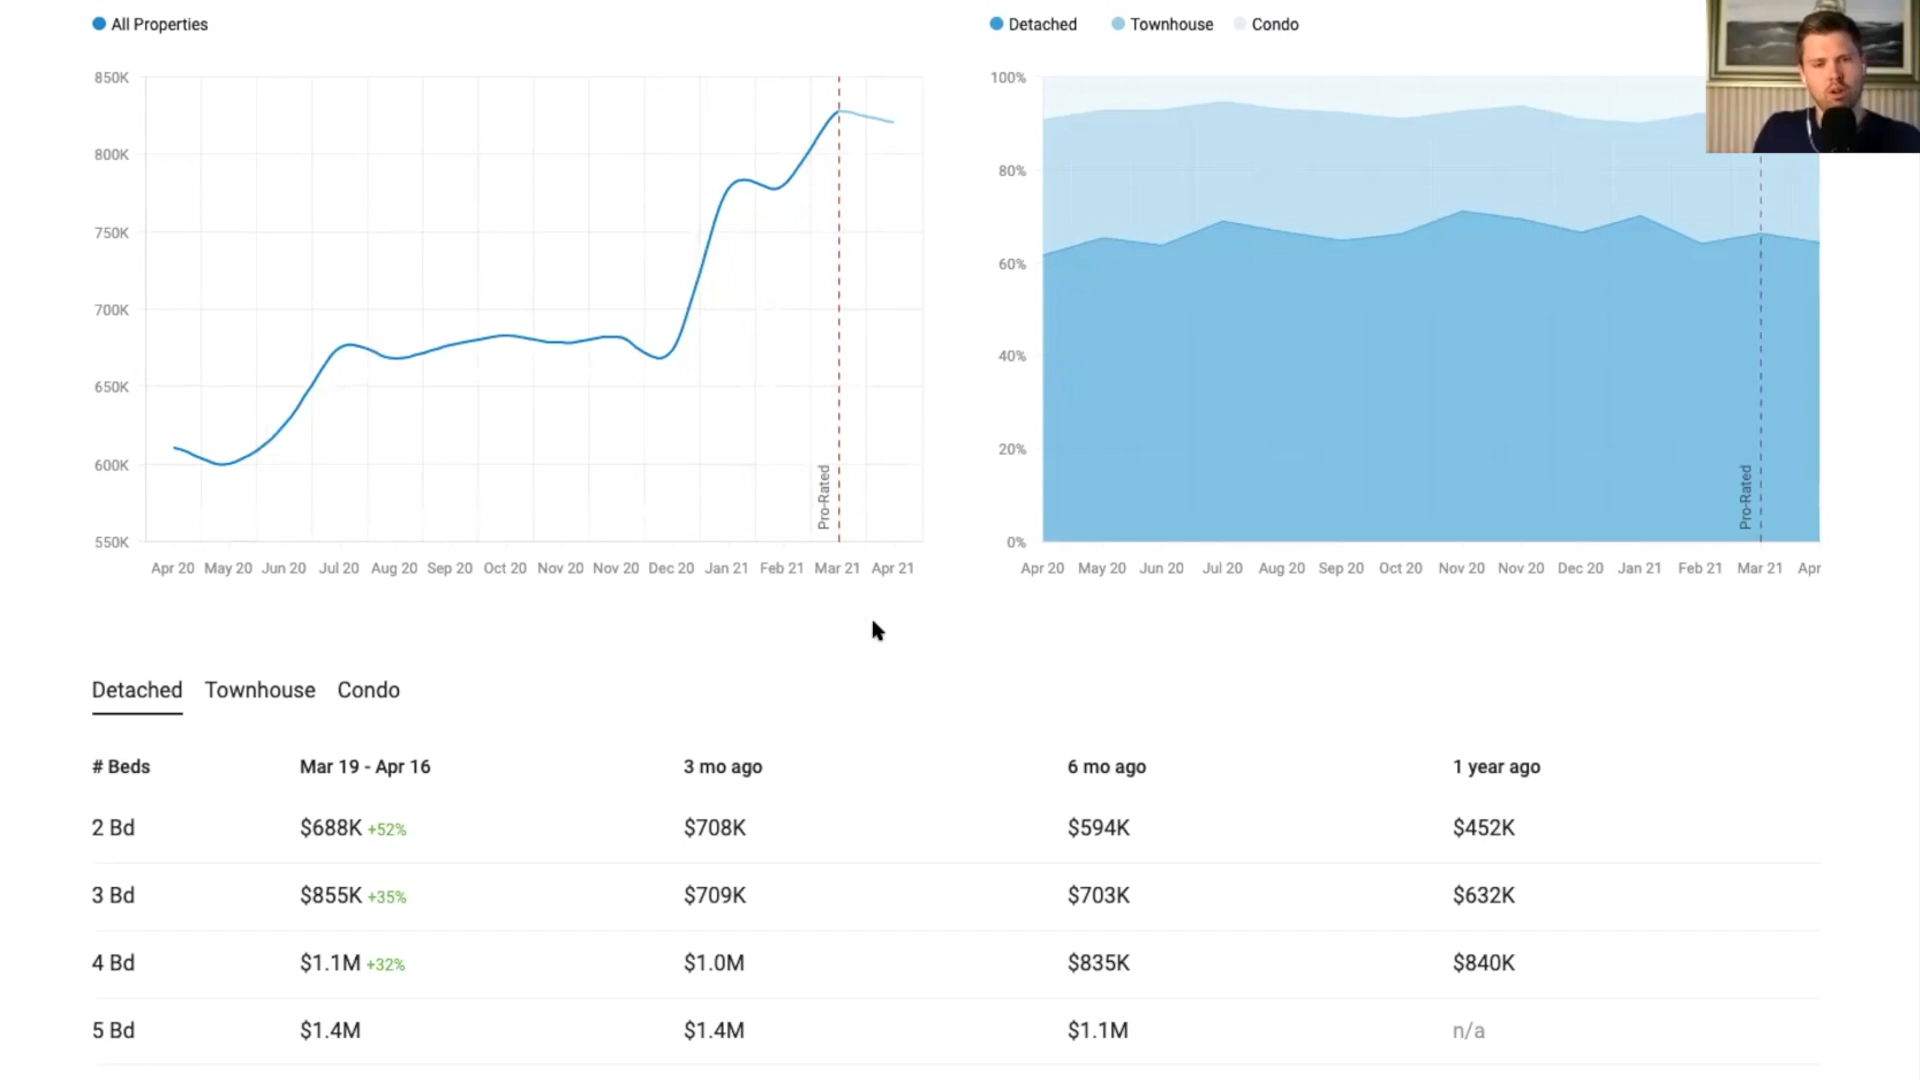 All Properties
850K
800K
750K
700K
650K
600K
550K
Pro-Rated
Apr 20 May 20 Jun 20 Jul 20 Aug 20 Sep 20 Oct 20 Nov 20 Nov 20 Dec 20 Jan 21 Feb 21 Mar 21 Apr 21
Detached Townhouse Condo
100%
80%
60%
40%
20%
0%
Pro-Rated
Apr 20 May 20 Jun 20 Jul 20 Aug 20 Sep 20 Oct 20 Nov 20 Nov 20 Dec 20 Jan 21 Feb 21 Mar 21 Apr
Detached Townhouse Condo
# Beds Mar 19 - Apr 16 3 mo ago 6 mo ago 1 year ago
2 Bd $688K +52% $708K $594K $452K
3 Bd $855K +35% $709K $703K $632K
4 Bd $1.1M +32% $1.0M $835K $840K
5 Bd $1.4M $1.4M $1.1M n/a